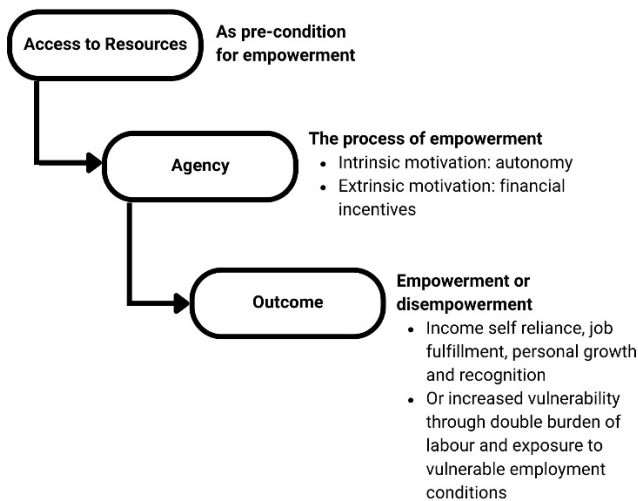 Access to Resources
As pre-condition
for empowerment
Agency
The process of empowerment
• Intrinsic motivation: autonomy
• Extrinsic motivation: financial
incentives
Outcome
Empowerment or
disempowerment
• Income self reliance, job
fulfillment, personal growth
and recognition
• Or increased vulnerability
through double burden of
labour and exposure to
vulnerable employment
conditions